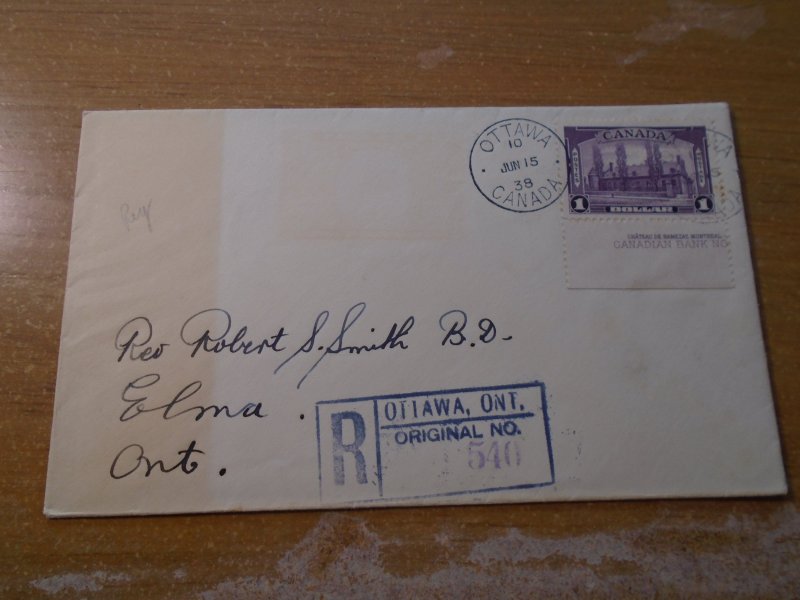 OTTAWA
10
JUN 15
38
CANADA
CANADA
1 DOLLAR 1
CHÂTEAU DE RAMEZAY, MONTREAL
CANADIAN BANK NO
Rev Robert S. Smith B.D.
Elma.
Ont.
R
OTTAWA, ONT.
ORIGINAL NO.
540